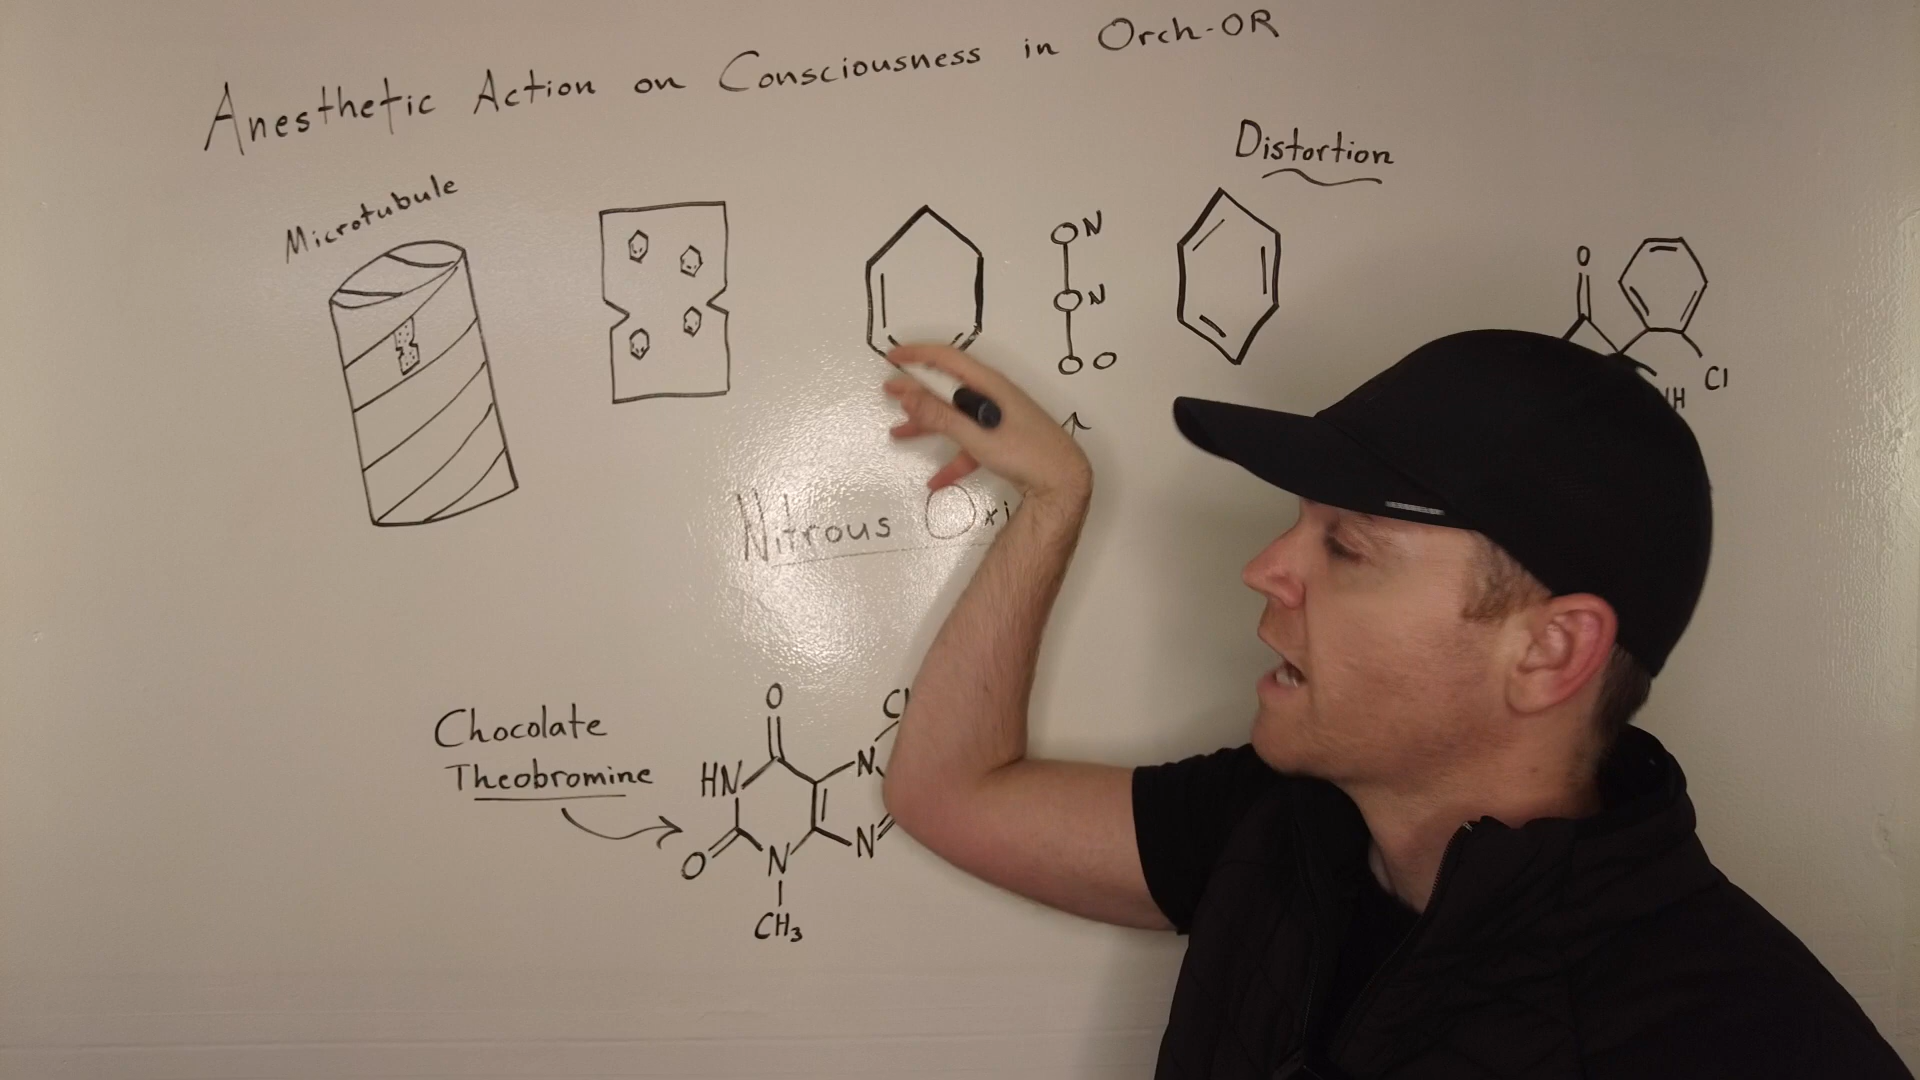 Anesthetic Action on Consciousness in Orch-OR
Distortion
Microtubule
N
N
O
O
Cl
Nitrous
Chocolate
Theobromine
O
HN
N
O
N
N
CH3